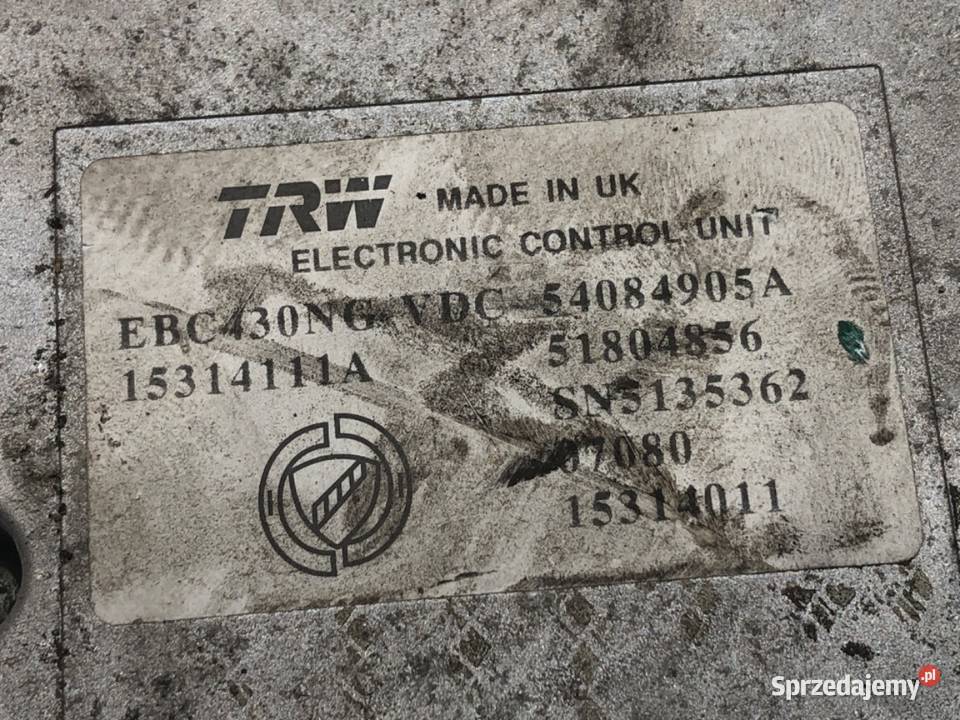 TRW MADE IN UK
ELECTRONIC CONTROL UNIT
EBC430NG VDC 54084905A
15314111A 51804856
SN5135362
07080
15314011
Sprzedajemy.pl